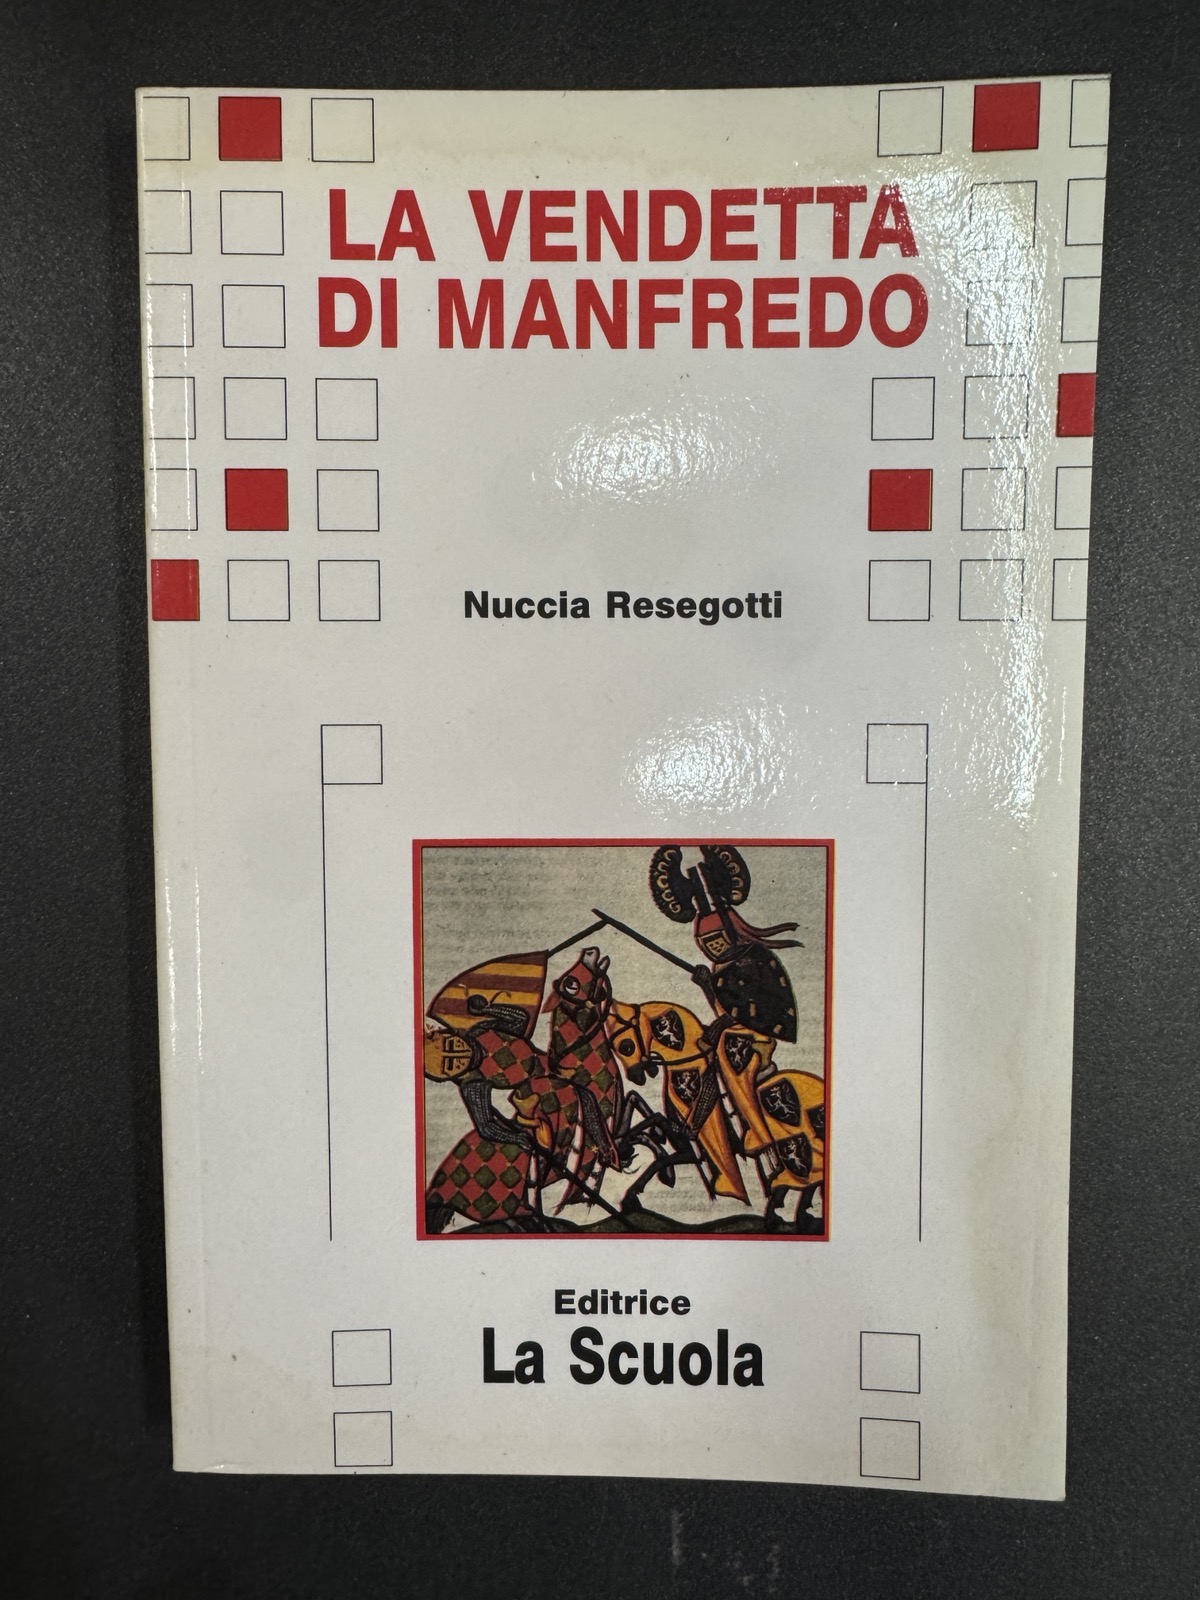 LA VENDETTA
DI MANFREDO
Nuccia Resegotti
Editrice
La Scuola